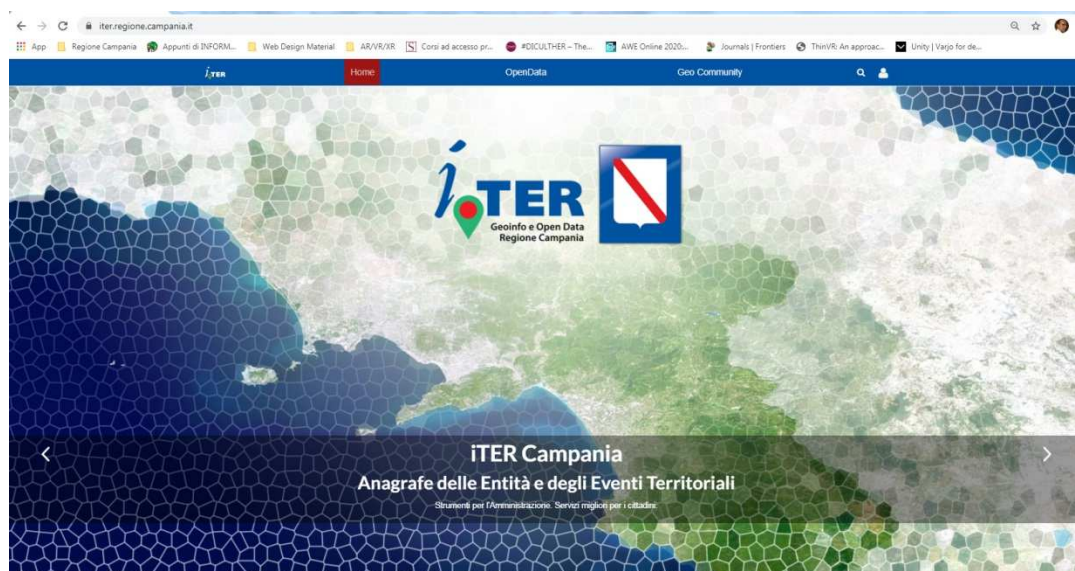 iter.regione.campania.it
App Regione Campania Appunti di INFORM... Web Design Material AR/VR/XR Corsi ad accesso pr... #DICULTHER – The... AWE Online 2020:... Journals | Frontiers ThinVR: An approac... Unity | Varjo for de...
iTER Home OpenData Geo Community
iTER
Geoinfo e Open Data
Regione Campania
iTER Campania
Anagrafe delle Entità e degli Eventi Territoriali
Strumenti per l'Amministrazione. Servizi migliori per i cittadini.